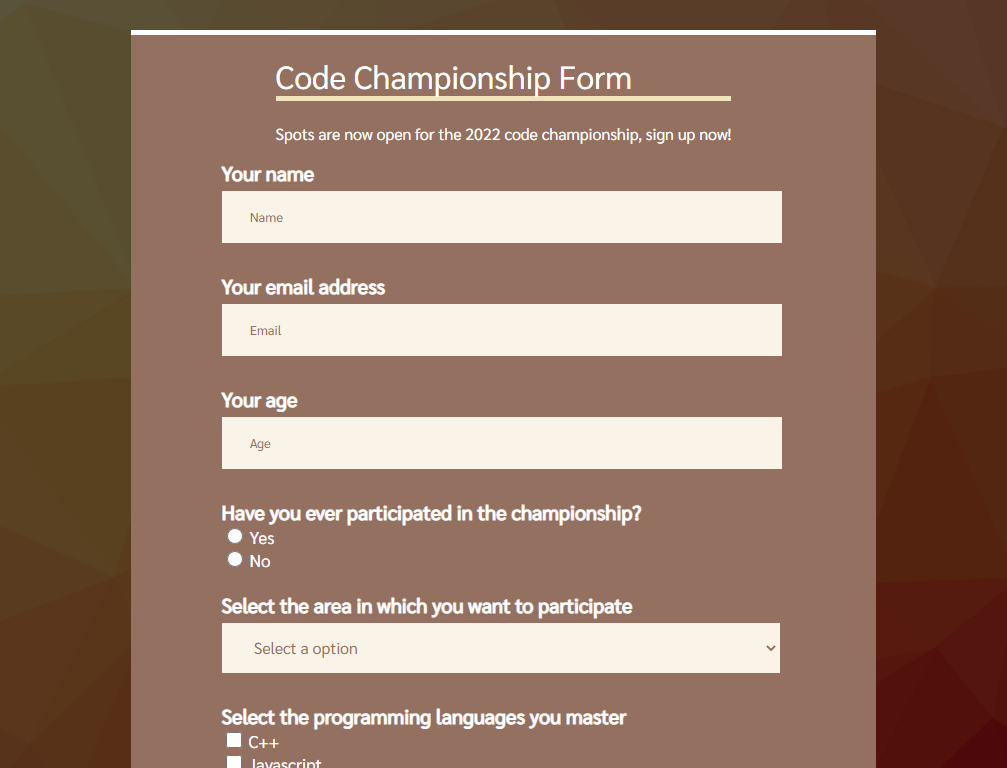 Code Championship Form
Spots are now open for the 2022 code championship, sign up now!
Your name
Name
Your email address
Email
Your age
Age
Have you ever participated in the championship?
Yes
No
Select the area in which you want to participate
Select a option
Select the programming languages you master
C++
Javascript